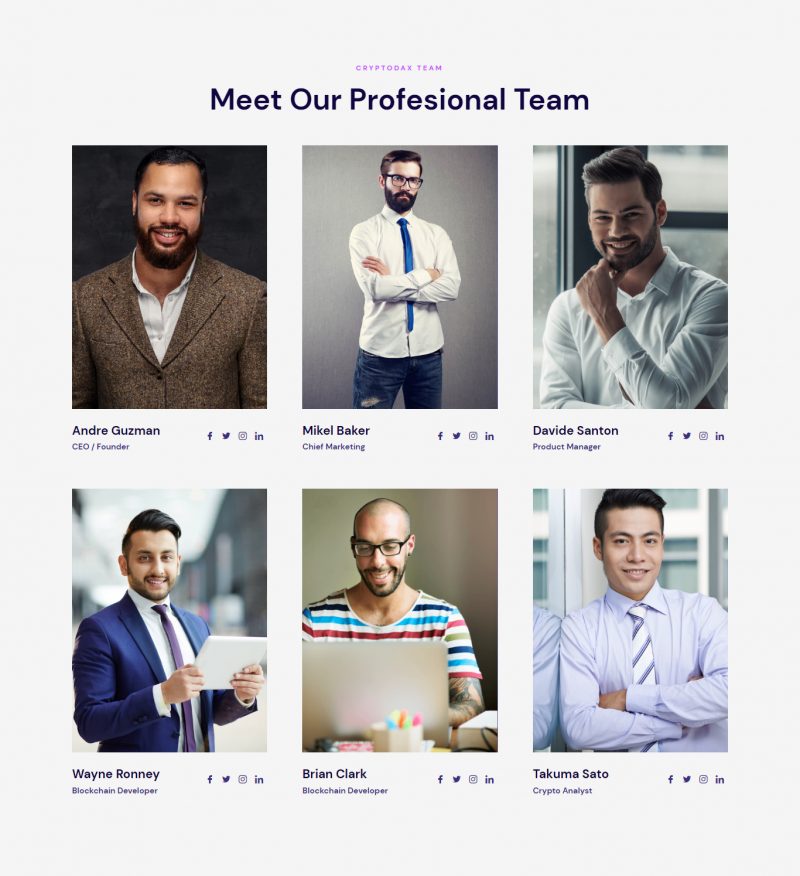 CRYPTODAX TEAM
Meet Our Profesional Team
Andre Guzman
CEO / Founder
Mikel Baker
Chief Marketing
Davide Santon
Product Manager
Wayne Ronney
Blockchain Developer
Brian Clark
Blockchain Developer
Takuma Sato
Crypto Analyst